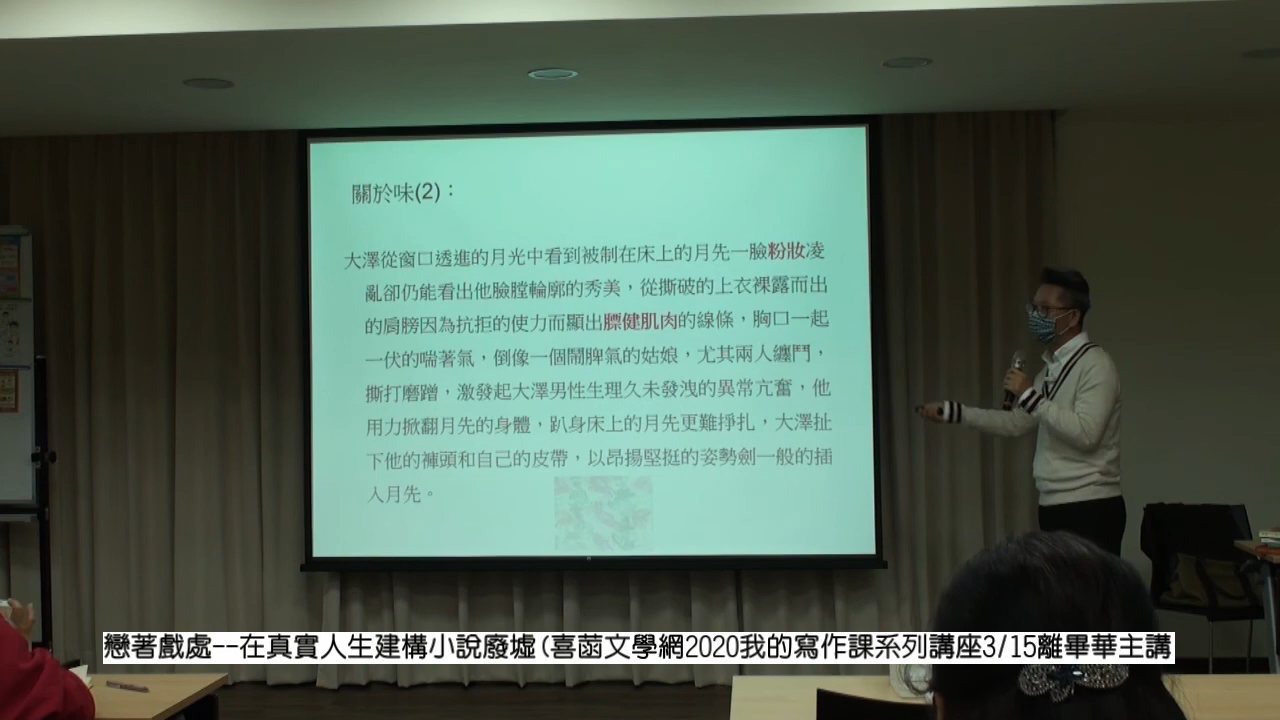 關於味(2)：
大澤從窗口透進的月光中看到被制在床上的月先一臉粉妝凌
亂卻仍能看出他臉膛輪廓的秀美，從撕破的上衣裸露而出
的肩膀因為抗拒的使力而顯出膘健肌肉的線條，胸口一起
一伏的喘著氣，倒像一個鬧脾氣的姑娘，尤其兩人纏鬥，
撕打磨蹭，激發起大澤男性生理久未發洩的異常亢奮，他
用力掀翻月先的身體，趴身床上的月先更難掙扎，大澤扯
下他的褲頭和自己的皮帶，以昂揚堅挺的姿勢劍一般的插
入月先。
戀著戲處--在真實人生建構小說廢墟(喜菡文學網2020我的寫作課系列講座3/15離畢華主講